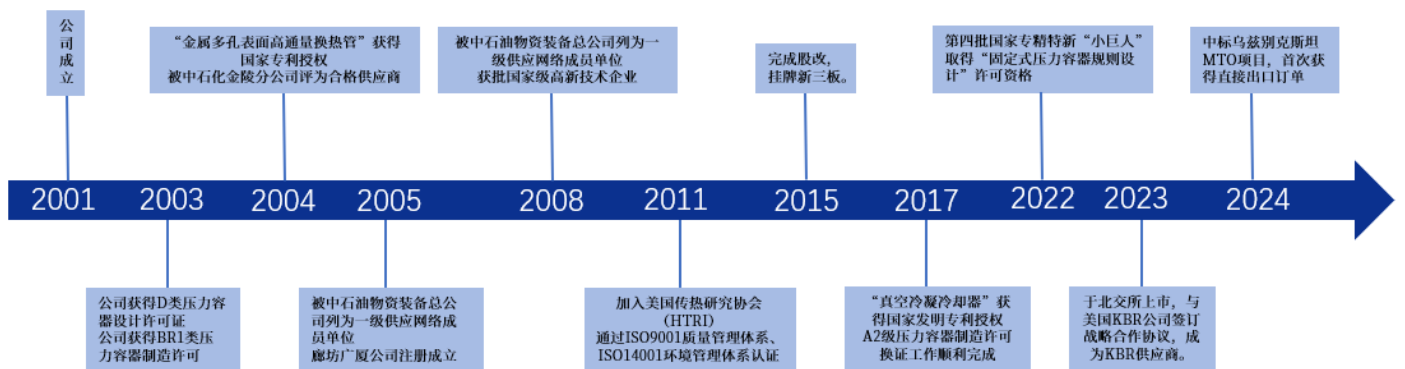 公
司
成
立
“金属多孔表面高通量换热管”获得
国家专利授权
被中石化金陵分公司评为合格供应商
被中石油物资装备总公司列为一
级供应网络成员单位
获批国家级高新技术企业
完成股改，
挂牌新三板。
第四批国家专精特新“小巨人”
取得“固定式压力容器规则设
计”许可资格
中标乌兹别克斯坦
MTO项目，首次获
得直接出口订单
2001
2003
2004
2005
2008
2011
2015
2017
2022
2023
2024
公司获得D类压力容
器设计许可证
公司获得BR1类压
力容器制造许可
被中石油物资装备总公
司列为一级供应网络成
员单位
廊坊广厦公司注册成立
加入美国传热研究协会
（HTRI）
通过ISO9001质量管理体系、
ISO14001环境管理体系认证
“真空冷凝冷却器”获
得国家发明专利授权
A2级压力容器制造许可
换证工作顺利完成
于北交所上市，与
美国KBR公司签订
战略合作协议，成
为KBR供应商。